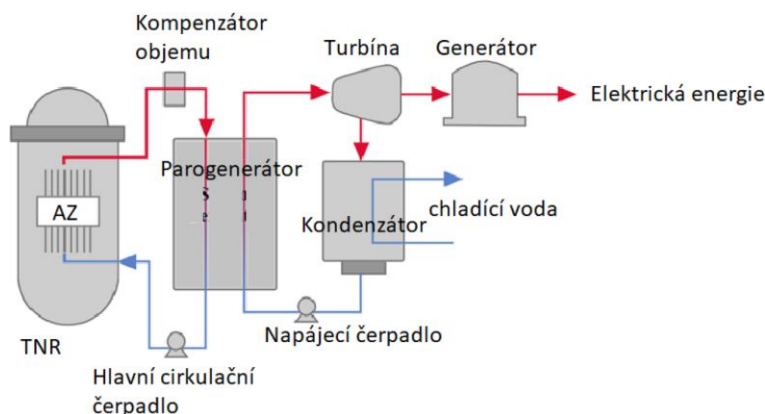 Kompenzátor
objemu
Turbína
Generátor
Elektrická energie
Parogenerátor
AZ
Kondenzátor
chladící voda
Napájecí čerpadlo
TNR
Hlavní cirkulační
čerpadlo